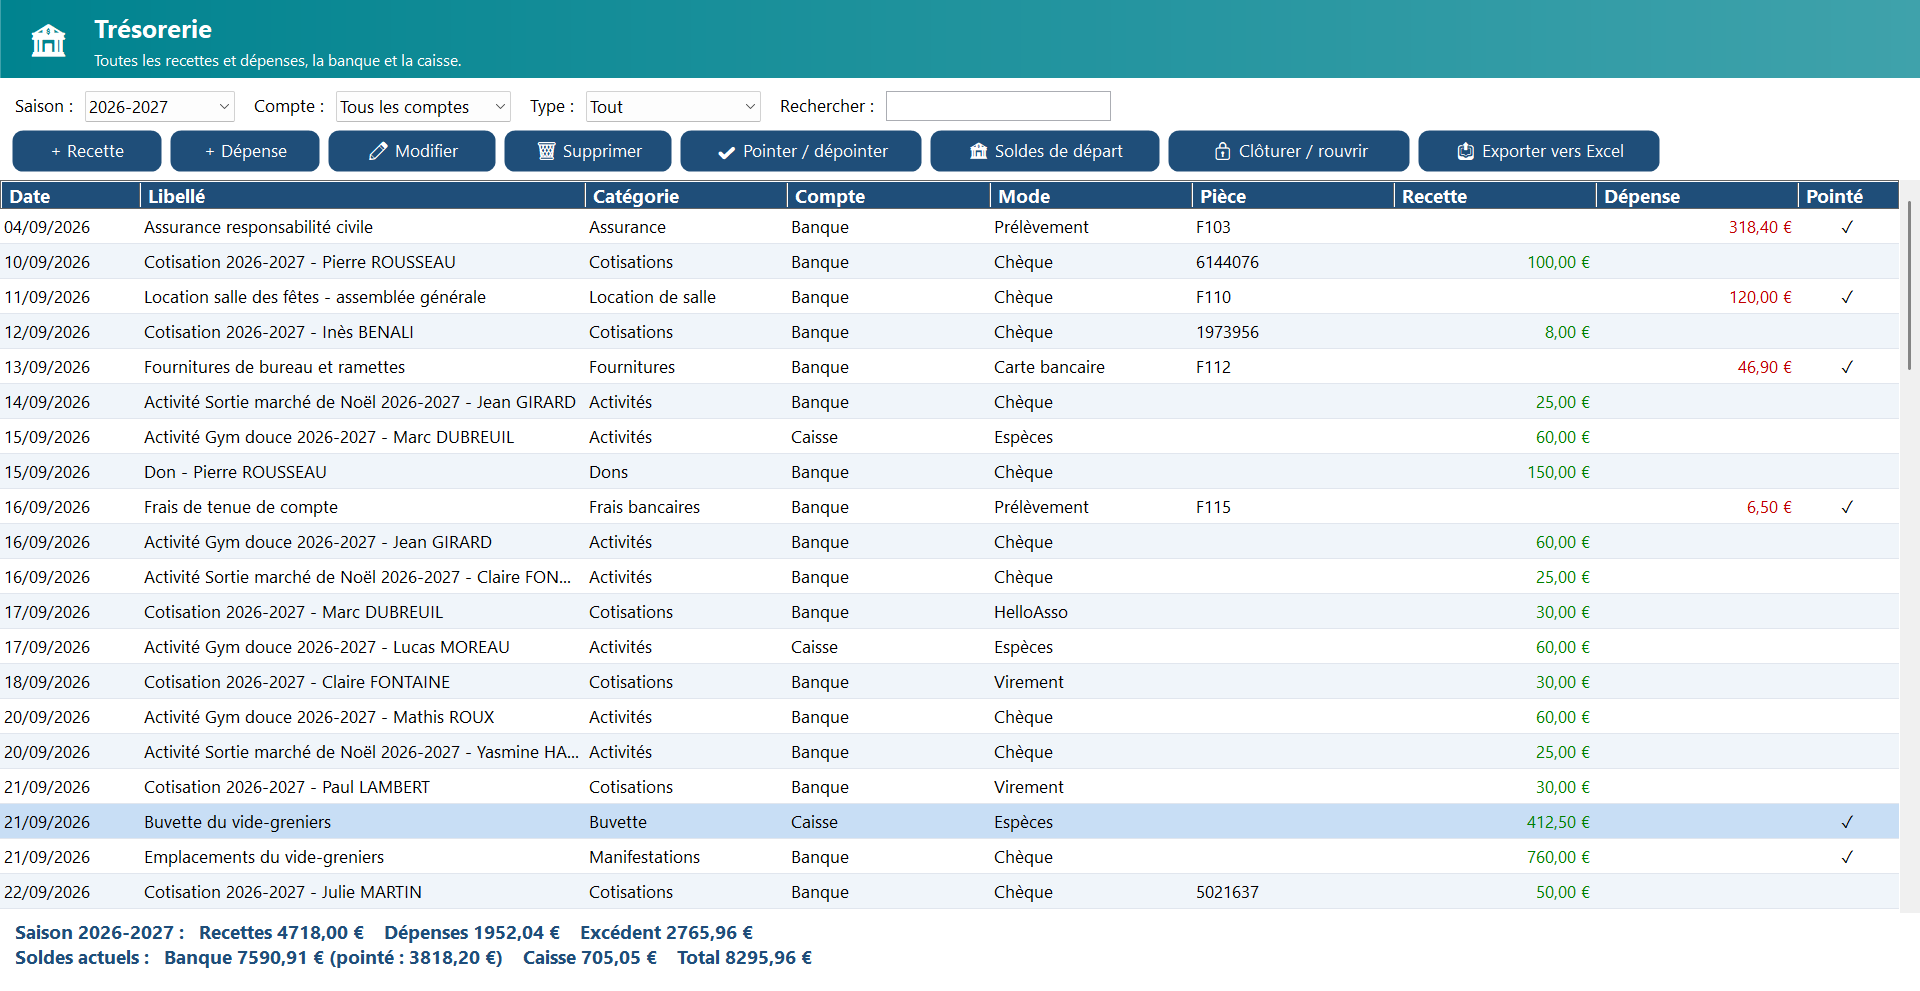 Trésorerie
Toutes les recettes et dépenses, la banque et la caisse.
Saison : 2026-2027 Compte : Tous les comptes Type : Tout Rechercher :
+ Recette + Dépense Modifier Supprimer Pointer / dépointer Soldes de départ Clôturer / rouvrir Exporter vers Excel
Date Libellé Catégorie Compte Mode Pièce Recette Dépense Pointé
04/09/2026 Assurance responsabilité civile Assurance Banque Prélèvement F103 318,40 € ✓
10/09/2026 Cotisation 2026-2027 - Pierre ROUSSEAU Cotisations Banque Chèque 6144076 100,00 €
11/09/2026 Location salle des fêtes - assemblée générale Location de salle Banque Chèque F110 120,00 € ✓
12/09/2026 Cotisation 2026-2027 - Inès BENALI Cotisations Banque Chèque 1973956 8,00 €
13/09/2026 Fournitures de bureau et ramettes Fournitures Banque Carte bancaire F112 46,90 € ✓
14/09/2026 Activité Sortie marché de Noël 2026-2027 - Jean GIRARD Activités Banque Chèque 25,00 €
15/09/2026 Activité Gym douce 2026-2027 - Marc DUBREUIL Activités Caisse Espèces 60,00 €
15/09/2026 Don - Pierre ROUSSEAU Dons Banque Chèque 150,00 €
16/09/2026 Frais de tenue de compte Frais bancaires Banque Prélèvement F115 6,50 € ✓
16/09/2026 Activité Gym douce 2026-2027 - Jean GIRARD Activités Banque Chèque 60,00 €
16/09/2026 Activité Sortie marché de Noël 2026-2027 - Claire FON... Activités Banque Chèque 25,00 €
17/09/2026 Cotisation 2026-2027 - Marc DUBREUIL Cotisations Banque HelloAsso 30,00 €
17/09/2026 Activité Gym douce 2026-2027 - Lucas MOREAU Activités Caisse Espèces 60,00 €
18/09/2026 Cotisation 2026-2027 - Claire FONTAINE Cotisations Banque Virement 30,00 €
20/09/2026 Activité Gym douce 2026-2027 - Mathis ROUX Activités Banque Chèque 60,00 €
20/09/2026 Activité Sortie marché de Noël 2026-2027 - Yasmine HA... Activités Banque Chèque 25,00 €
21/09/2026 Cotisation 2026-2027 - Paul LAMBERT Cotisations Banque Virement 30,00 €
21/09/2026 Buvette du vide-greniers Buvette Caisse Espèces 412,50 € ✓
21/09/2026 Emplacements du vide-greniers Manifestations Banque Chèque 760,00 € ✓
22/09/2026 Cotisation 2026-2027 - Julie MARTIN Cotisations Banque Chèque 5021637 50,00 €
Saison 2026-2027 : Recettes 4718,00 € Dépenses 1952,04 € Excédent 2765,96 €
Soldes actuels : Banque 7590,91 € (pointé : 3818,20 €) Caisse 705,05 € Total 8295,96 €